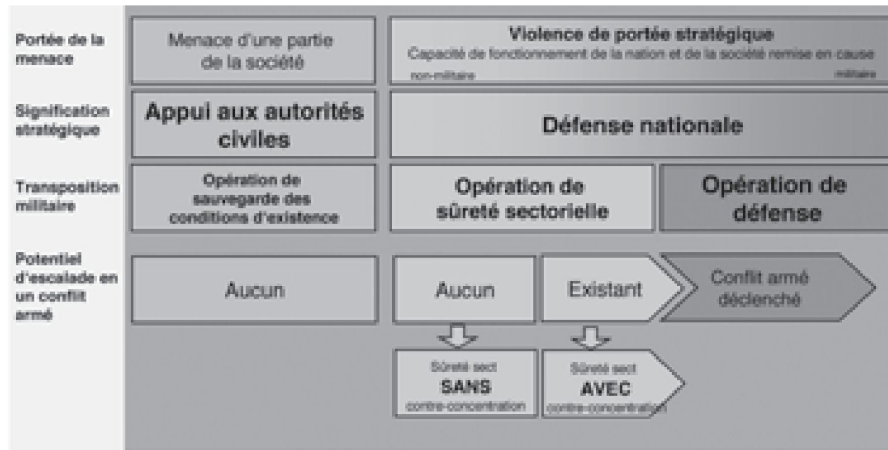 Portée de la
menace
Menace d'une partie
de la société
Violence de portée stratégique
Capacité de fonctionnement de la nation et de la société remise en cause
non-militaire
militaire
Signification
stratégique
Appui aux autorités
civiles
Défense nationale
Transposition
militaire
Opération de
sauvegarde des
conditions d'existence
Opération de
sûreté sectorielle
Opération de
défense
Potentiel
d'escalade en
un conflit
armé
Aucun
Aucun
Existant
Conflit armé
déclenché
Sûreté sect
SANS
contre-concentration
Sûreté sect
AVEC
contre-concentration